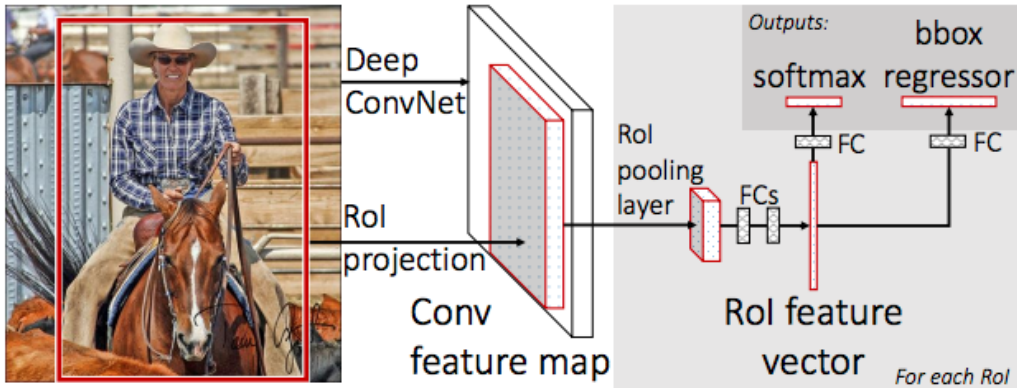 Deep
ConvNet
RoI
projection
Conv
feature map
RoI
pooling
layer
FCs
RoI feature
vector
Outputs:
softmax
bbox
regressor
FC
FC
For each RoI